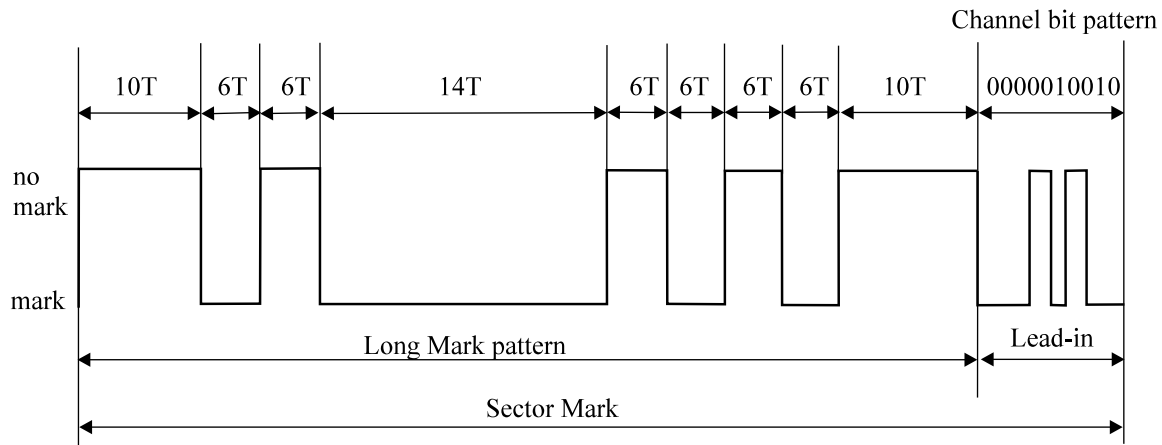 Channel bit pattern
10T 6T 6T 14T 6T 6T 6T 6T 10T 0000010010
no
mark
mark
Long Mark pattern
Lead-in
Sector Mark